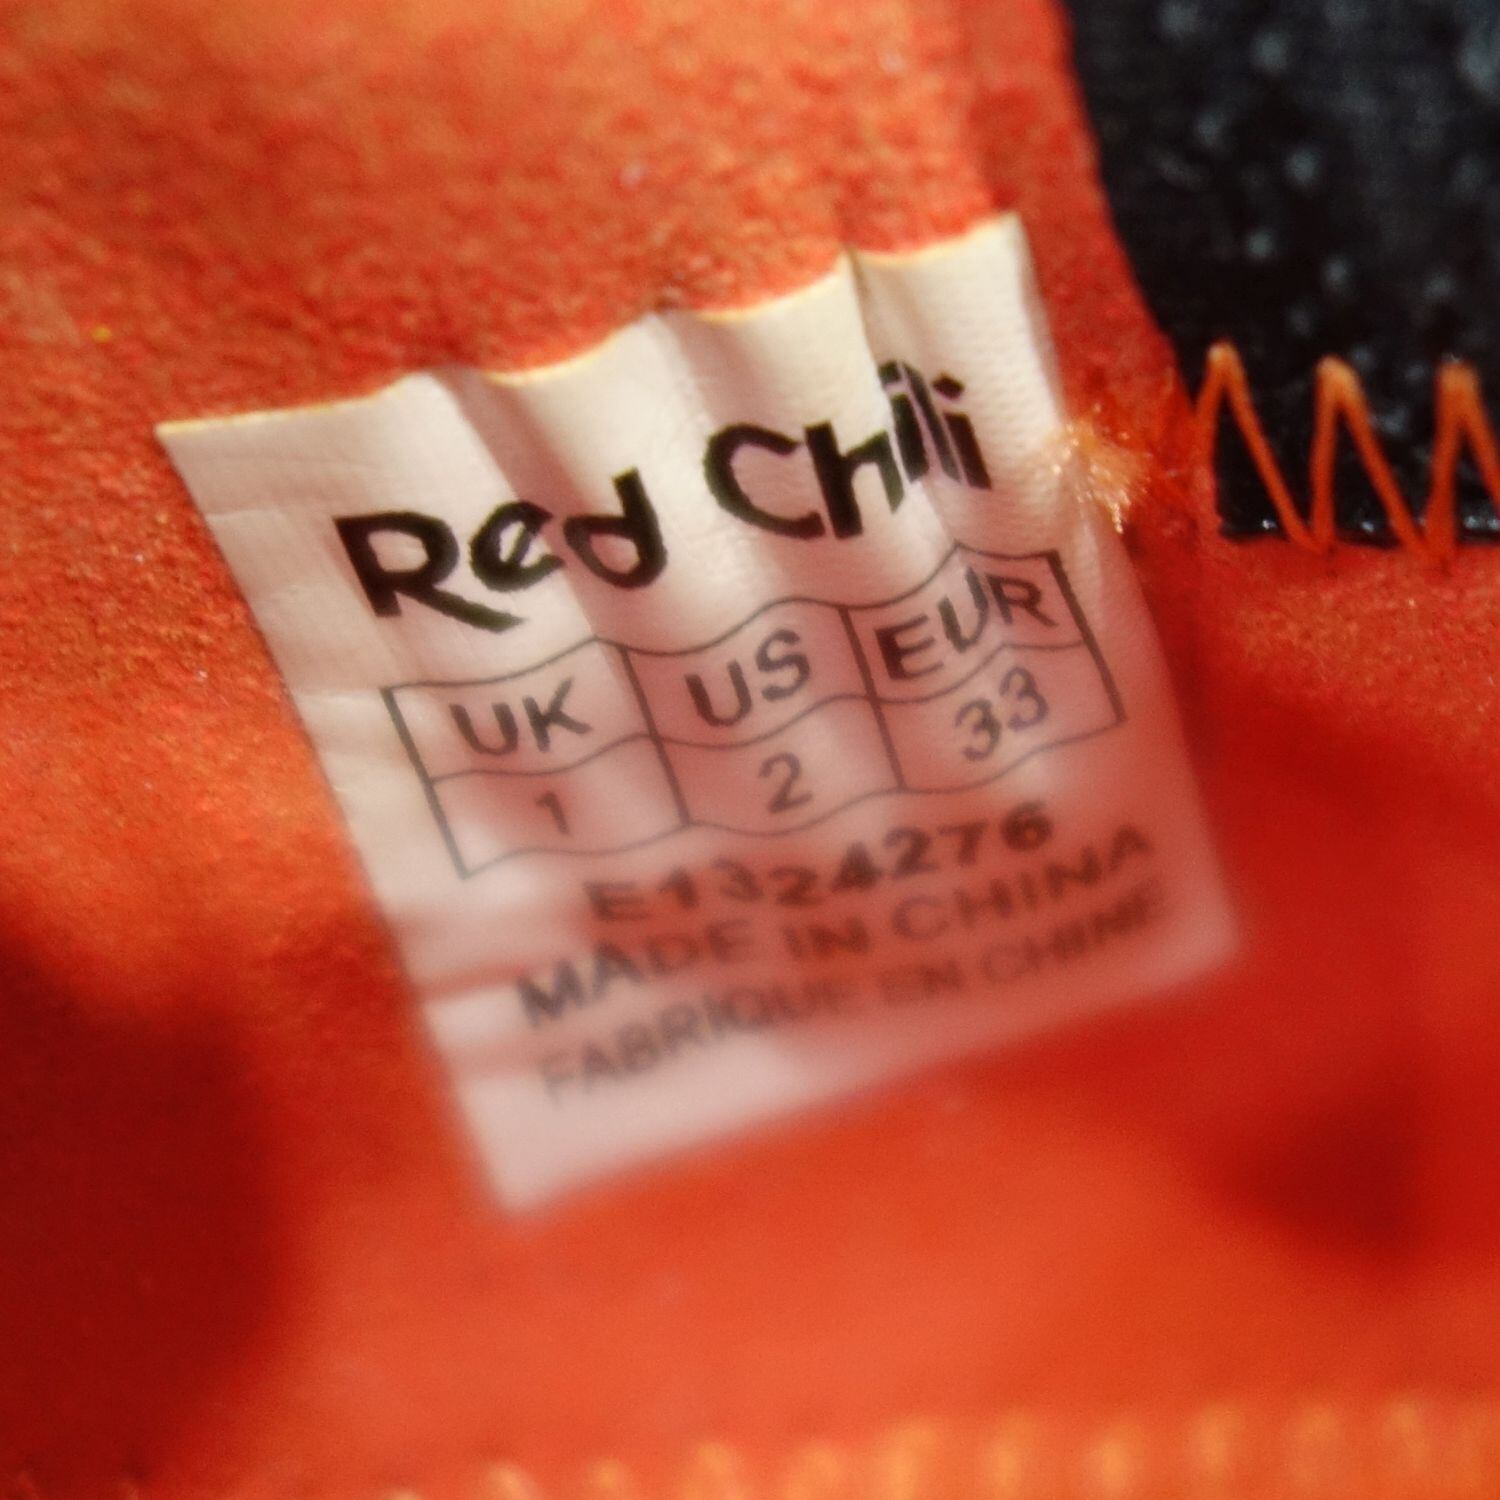 Red Chili
UK US EUR
1 2 33
E1324276
MADE IN CHINA
FABRIQUE EN CHINE